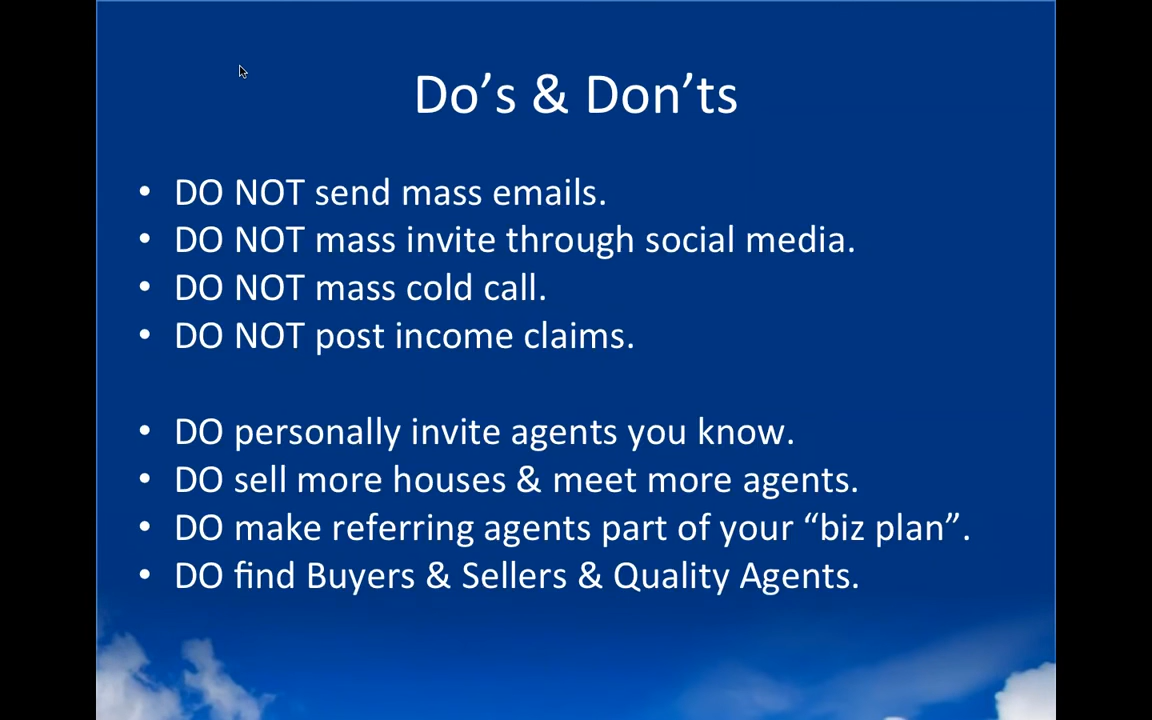 Do’s & Don’ts
• DO NOT send mass emails.
• DO NOT mass invite through social media.
• DO NOT mass cold call.
• DO NOT post income claims.
• DO personally invite agents you know.
• DO sell more houses & meet more agents.
• DO make referring agents part of your “biz plan”.
• DO find Buyers & Sellers & Quality Agents.